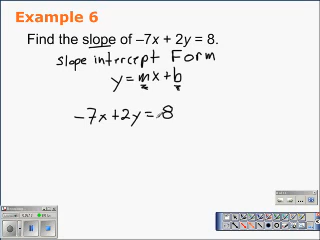 Example 6
Find the slope of –7x + 2y = 8.
slope intercept Form
y = mx + b
-7x + 2y = 8